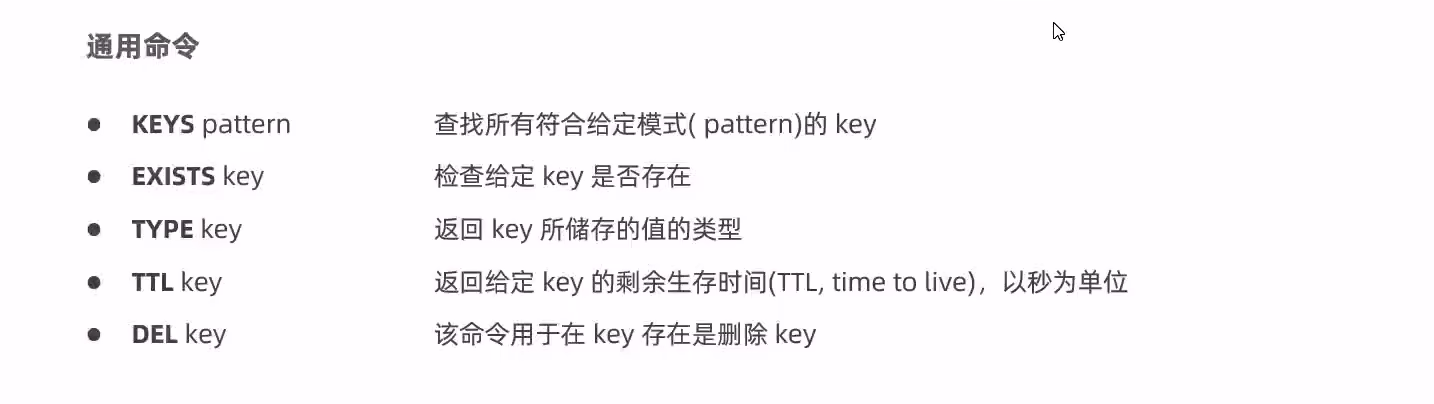 通用命令
● KEYS pattern 查找所有符合给定模式( pattern)的 key
● EXISTS key 检查给定 key 是否存在
● TYPE key 返回 key 所储存的值的类型
● TTL key 返回给定 key 的剩余生存时间(TTL, time to live)，以秒为单位
● DEL key 该命令用于在 key 存在是删除 key